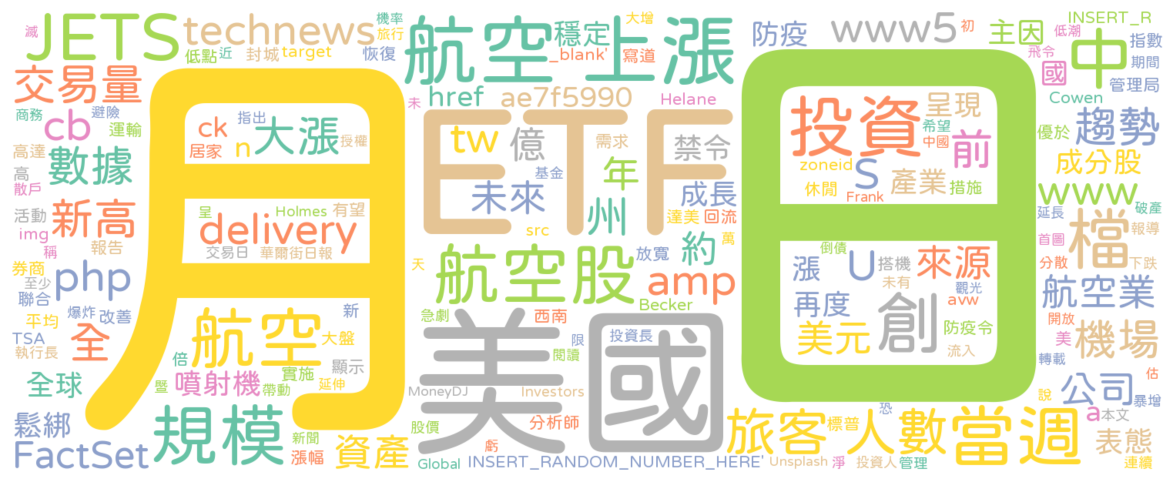 JETS
technews
機率
旅行
航空
上漲
穩定
大增
_blank'
寫道
防疫
www5
主因
初
INSERT_R
低潮
指數
減
低點
近
封城
target
恢復
飛令
國
中
期間
管理局
交易量
商務
避險
cb
運輸
ck
指出
居家
n
大漲
授權
未
href
ae7f5990
Helane
ETF
tw
億
需求
禁令
年
未來
基金
成長
州
達美
回流
src
萬
約
投資
呈現
希望
中國
前
zoneid
S
產業
休閒
Frank
措施
Cowen
優於
趨勢
成分股
www
延長
破產
檔
首圖
報導
分散
下跌
航空業
數據
高達
高
散戶
新高
活動
img
稱
報告
呈
Holmes
有望
delivery
交易日
華爾街日報
券商
至少
php
聯合
爆炸
改善
平均
TSA
執行長
全
航空
新
大盤
倍
顯示
噴射機
實施
暨
帶動
延伸
全球
鬆綁
FactSet
規模
新聞
漲幅
資產
天
航空股
放寬
amp
Becker
急劇
美國
西南
限
投資長
閱讀
MoneyDJ
Investors
股價
分析師
虧
Global
INSERT_RANDOM_NUMBER_HERE'
月
日
倒債
漲
U
搭機
未有
來源
觀光
avw
再度
美元
創
防疫令
流入
開放
美
機場
轉載
估
說
公司
暴增
恐
a
本文
旅客
標普
人數
當週
表態
連續
Unsplash
淨
投資人
管理